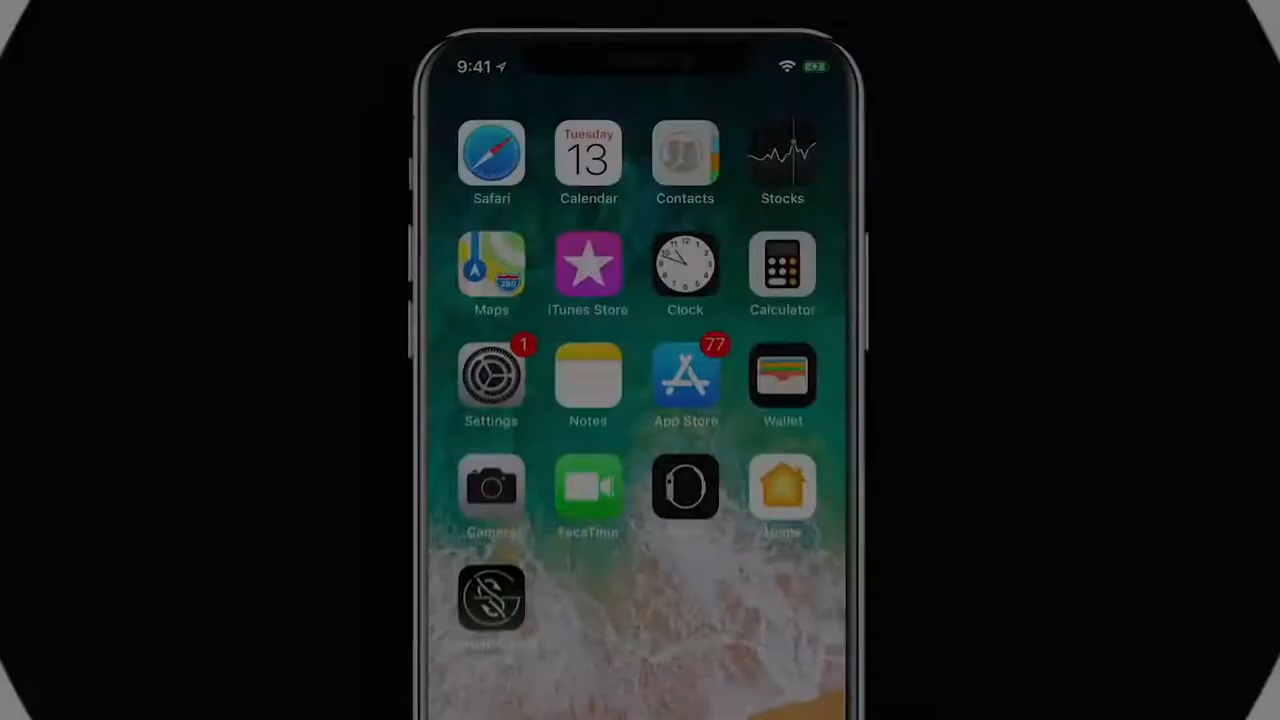 9:41
Tuesday
13
Safari
Calendar
Contacts
Stocks
280
Maps
iTunes Store
Clock
Calculator
1
77
Settings
Notes
App Store
Wallet
Camera
FaceTime
Home